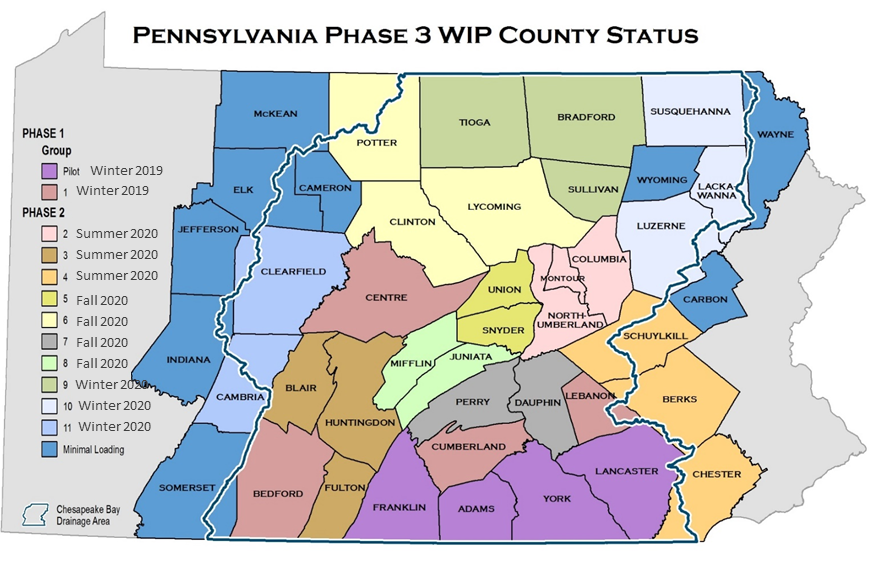 PENNSYLVANIA PHASE 3 WIP COUNTY STATUS
PHASE 1
Group
Pilot Winter 2019
1 Winter 2019
PHASE 2
2 Summer 2020
3 Summer 2020
4 Summer 2020
5 Fall 2020
6 Fall 2020
7 Fall 2020
8 Fall 2020
9 Winter 2020
10 Winter 2020
11 Winter 2020
Minimal Loading
Chesapeake Bay
Drainage Area
MCKEAN
POTTER
TIOGA
BRADFORD
SUSQUEHANNA
WAYNE
ELK
CAMERON
SULLIVAN
WYOMING
LACKA
WANNA
JEFFERSON
CLINTON
LYCOMING
LUZERNE
CLEARFIELD
COLUMBIA
MONTOUR
CENTRE
UNION
CARBON
NORTH-
UMBERLAND
SNYDER
SCHUYLKILL
INDIANA
MIFFLIN
JUNIATA
BLAIR
CAMBRIA
PERRY
DAUPHIN
LEBANON
BERKS
HUNTINGDON
CUMBERLAND
LANCASTER
CHESTER
SOMERSET
BEDFORD
FULTON
FRANKLIN
ADAMS
YORK